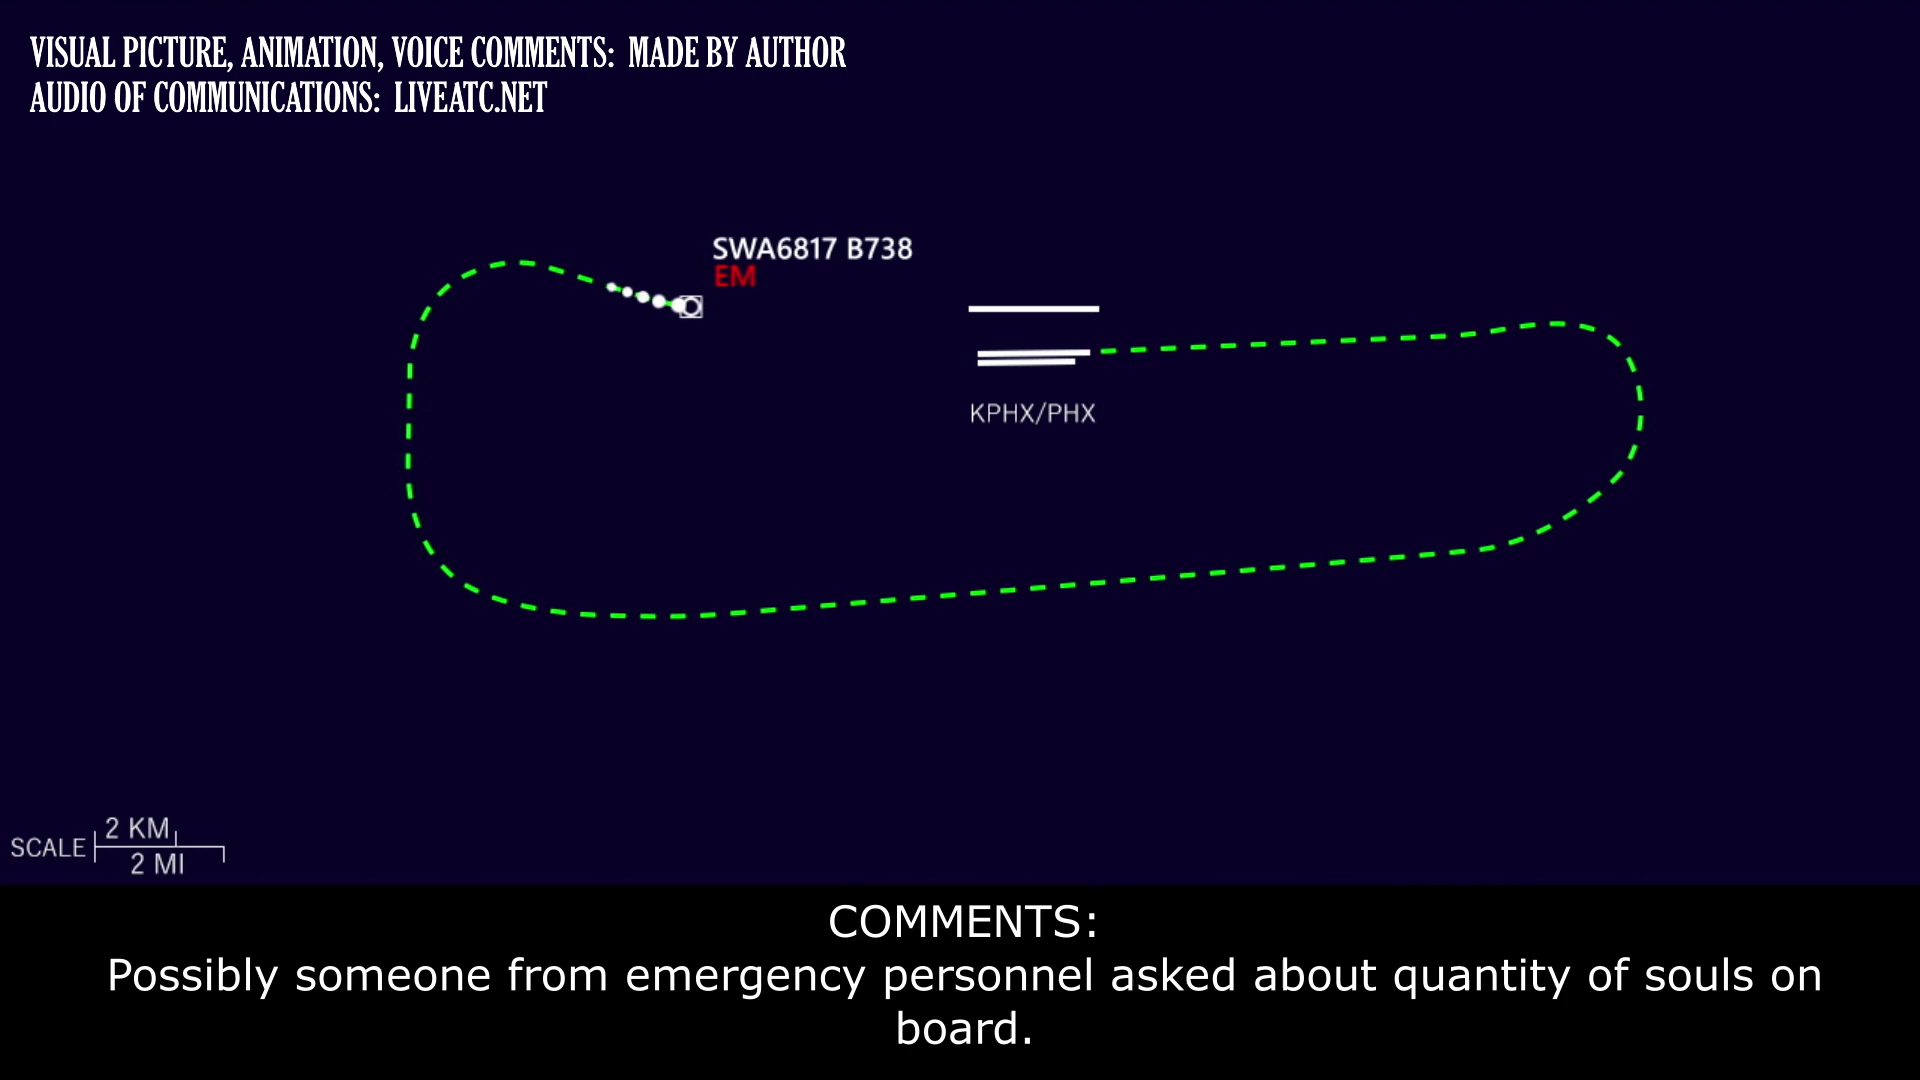 VISUAL PICTURE, ANIMATION, VOICE COMMENTS: MADE BY AUTHOR
AUDIO OF COMMUNICATIONS: LIVEATC.NET
SWA6817 B738
EM
KPHX/PHX
2 KM
SCALE
2 MI
COMMENTS:
Possibly someone from emergency personnel asked about quantity of souls on
board.